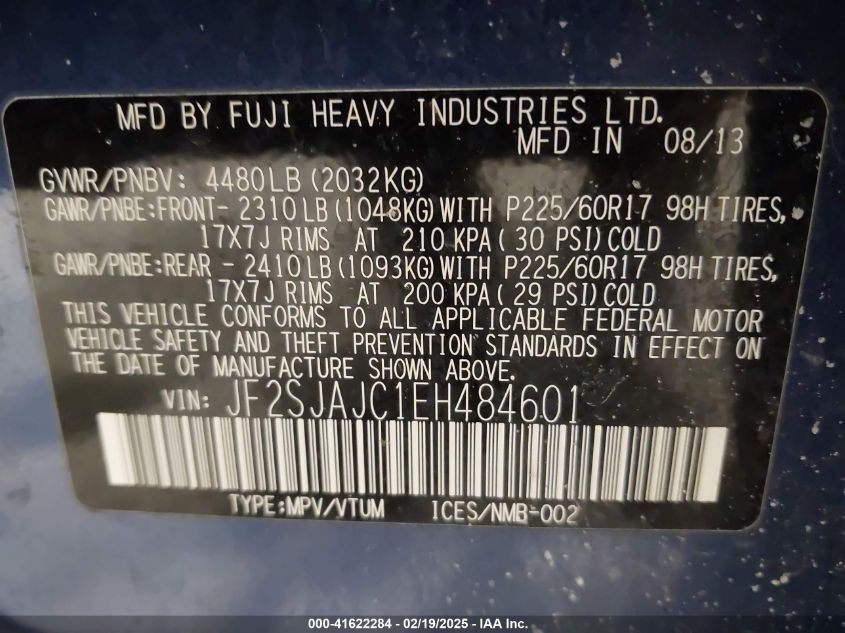 MFD BY FUJI HEAVY INDUSTRIES LTD.
MFD IN 08/13
GVWR/PNBV: 4480LB (2032KG)
GAWR/PNBE:FRONT- 2310 LB (1048KG) WITH P225/60R17 98H TIRES,
17X7J RIMS AT 210 KPA ( 30 PSI) COLD
GAWR/PNBE:REAR - 2410 LB (1093KG) WITH P225/60R17 98H TIRES,
17X7J RIMS AT 200 KPA ( 29 PSI) COLD
THIS VEHICLE CONFORMS TO ALL APPLICABLE FEDERAL MOTOR
VEHICLE SAFETY AND THEFT PREVENTION STANDARDS IN EFFECT ON
THE DATE OF MANUFACTURE SHOWN ABOVE.
VIN: JF2SJAJC1EH484601
TYPE:MPV/VTUM ICES/NMB-002
000-41622284 - 02/19/2025 - IAA Inc.